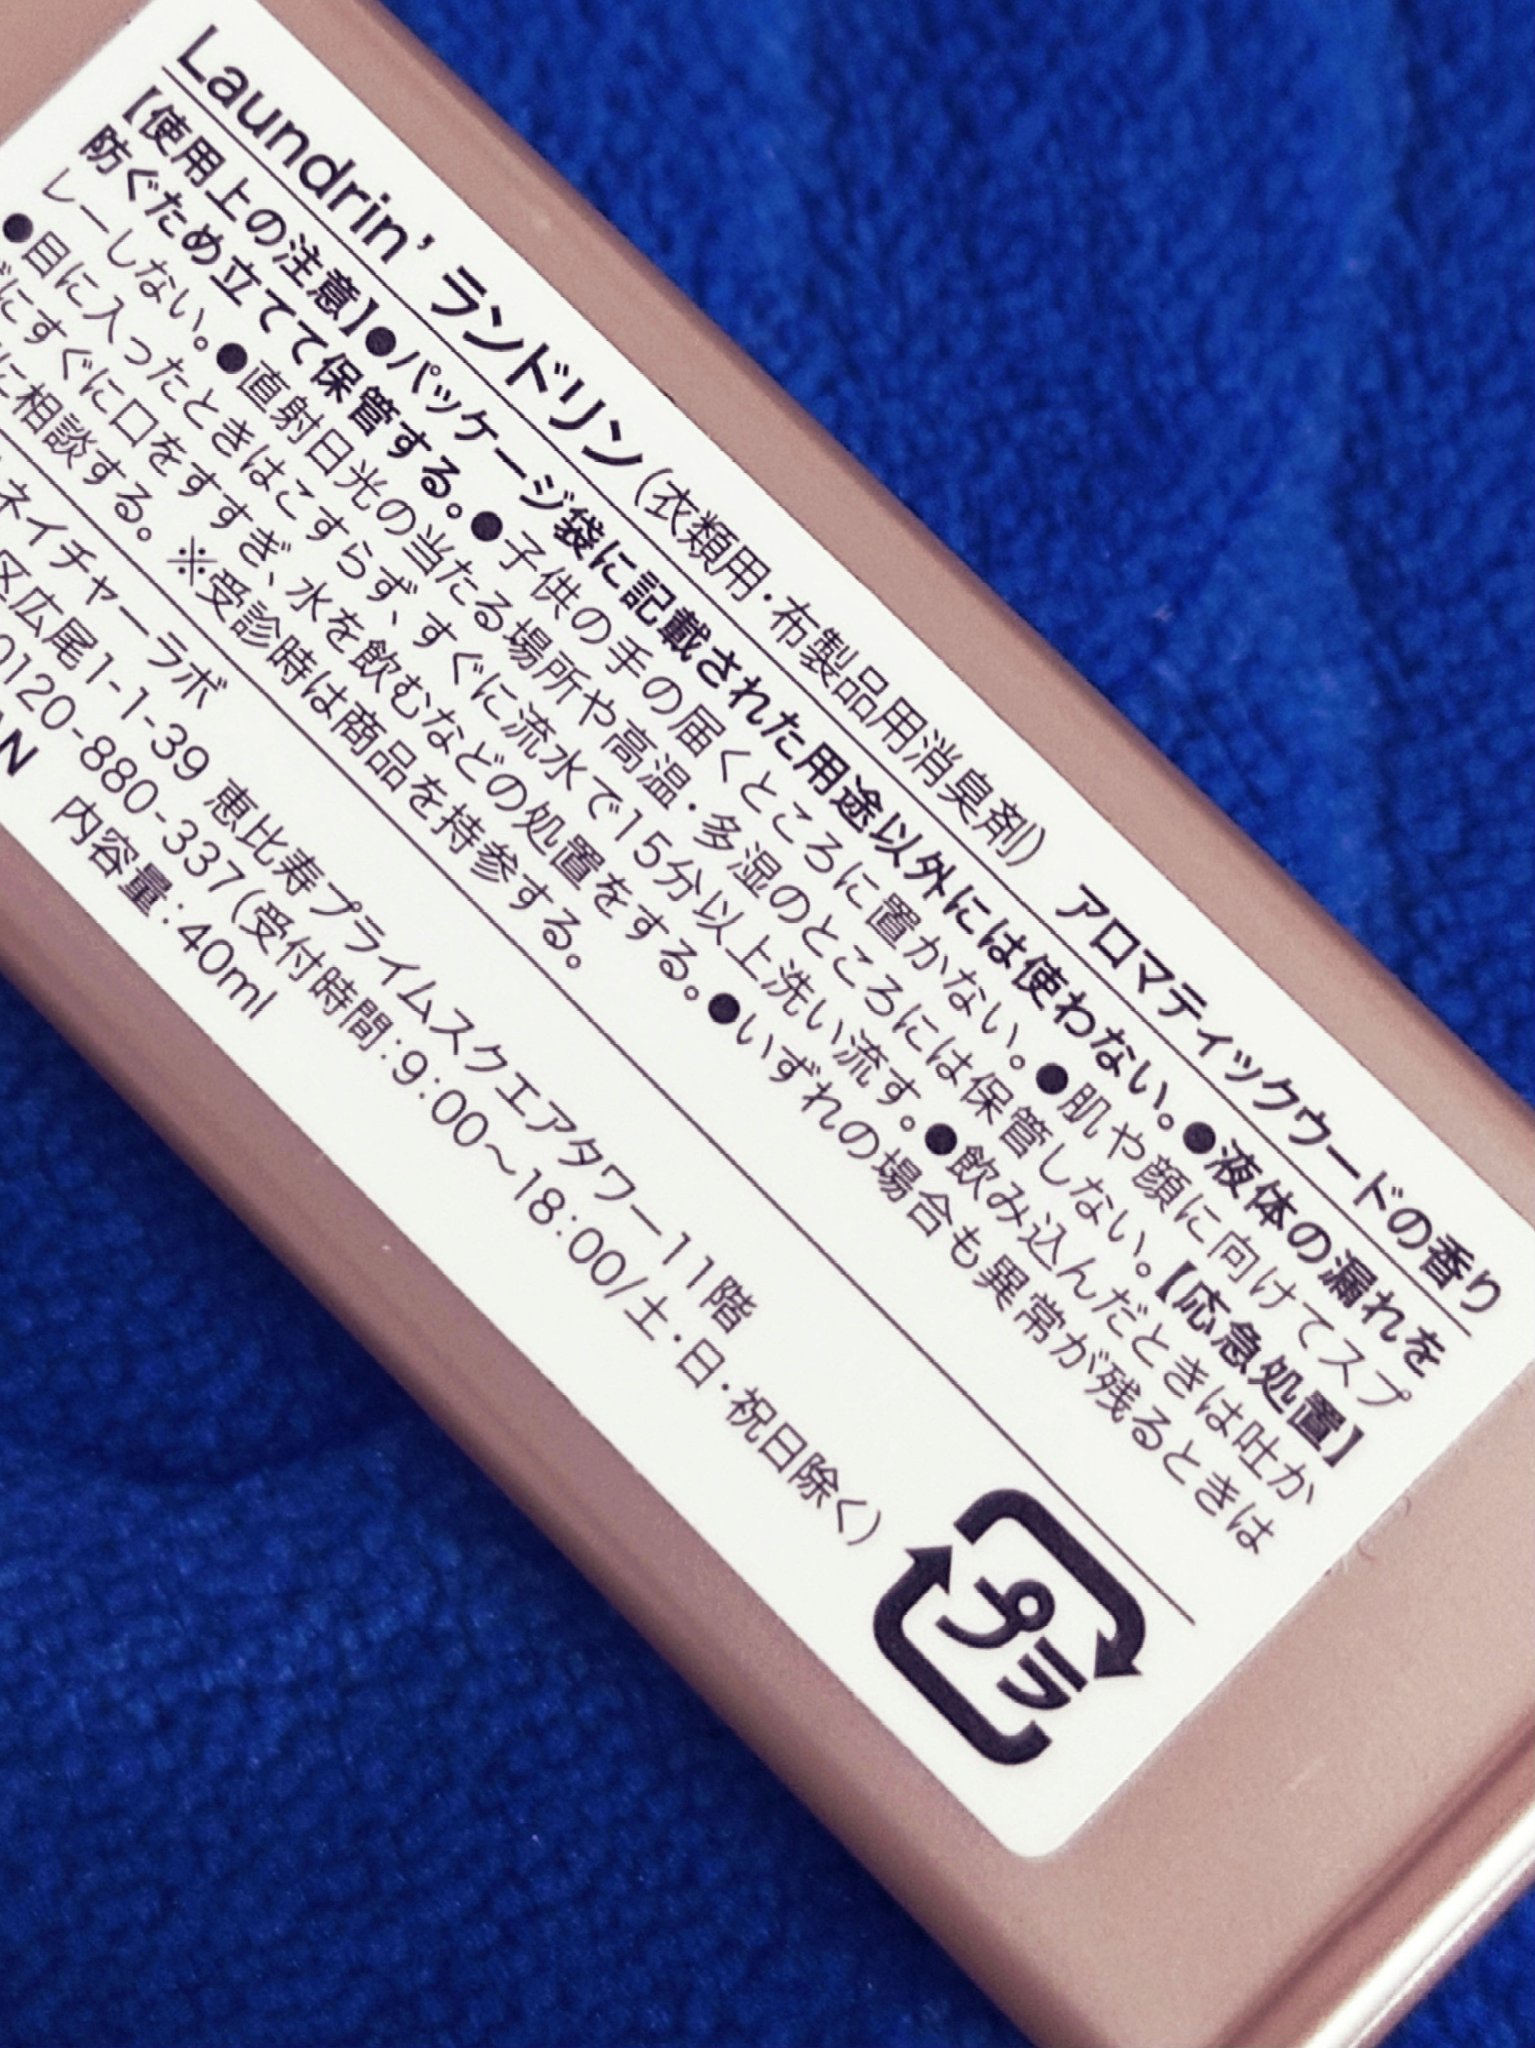 Laundrin' ランドリン(衣類用・布製品用消臭剤) アロマティックウードの香り
【使用上の注意】●パッケージ袋に記載された用途以外には使わない。●液体の漏れを
防ぐため立てて保管する。●子供の手の届くところに置かない。●肌や顔に向けてスプ
レーしない。●直射日光の当たる場所や高温・多湿のところには保管しない。【応急処置】
●目に入ったときはこすらず、すぐに流水で15分以上洗い流す。●飲み込んだときは吐か
にすぐに口をすすぎ、水を飲むなどの処置をする。●いずれの場合も異常が残るときは
に相談する。※受診時は商品を持参する。
ネイチャーラボ
区広尾1-1-39 恵比寿プライムスクエアタワー11階
0120-880-337(受付時間:9:00～18:00/土・日・祝日除く)
N 内容量:40ml
プラ